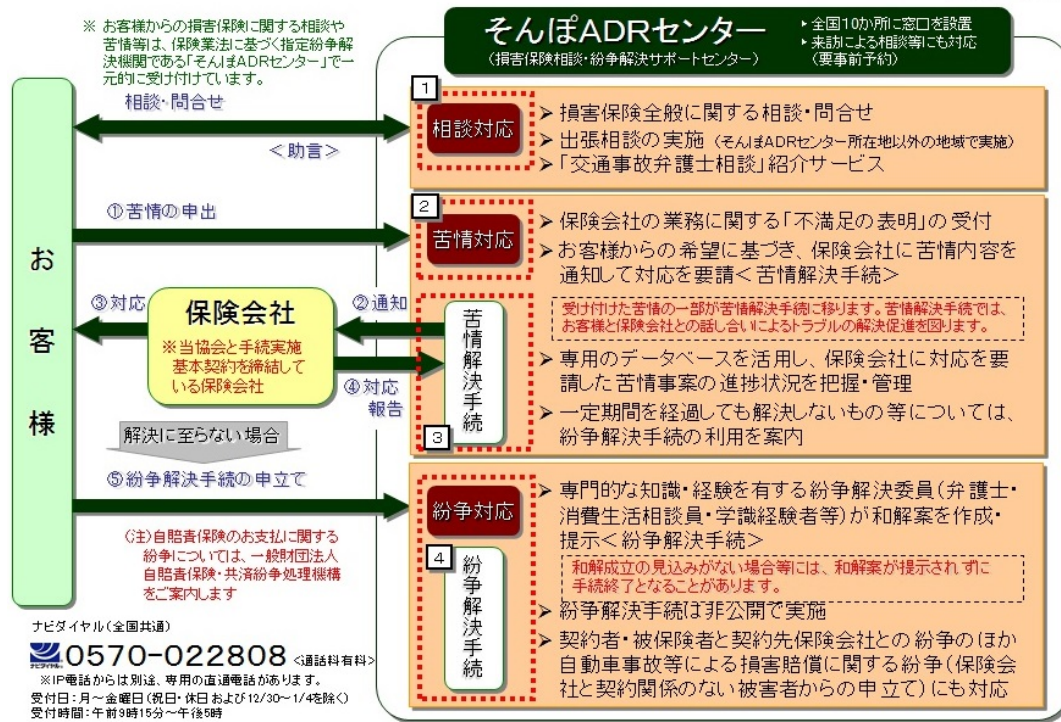 ※ お客様からの損害保険に関する相談や
苦情等は、保険業法に基づく指定紛争解
決機関である「そんぽADRセンター」で一
元的に受け付けています。
そんぽADRセンター
(損害保険相談・紛争解決サポートセンター)
▶全国10か所に窓口を設置
▶来訪による相談等にも対応
(要事前予約)
相談・問合せ
<助言>
1
相談対応
➢ 損害保険全般に関する相談・問合せ
➢ 出張相談の実施 (そんぽADRセンター所在地以外の地域で実施)
➢ 「交通事故弁護士相談」紹介サービス
①苦情の申出
2
苦情対応
➢ 保険会社の業務に関する「不満足の表明」の受付
➢ お客様からの希望に基づき、保険会社に苦情内容を
通知して対応を要請<苦情解決手続>
お客様
③対応
保険会社
※当協会と手続実施
基本契約を締結して
いる保険会社
②通知
④対応
報告
苦情解決手続
3
受け付けた苦情の一部が苦情解決手続に移ります。苦情解決手続では、
お客様と保険会社との話し合いによるトラブルの解決促進を図ります。
➢ 専用のデータベースを活用し、保険会社に対応を要
請した苦情事案の進捗状況を把握・管理
➢ 一定期間を経過しても解決しないもの等については、
紛争解決手続の利用を案内
解決に至らない場合
⑤紛争解決手続の申立て
紛争対応
4
紛争解決手続
➢ 専門的な知識・経験を有する紛争解決委員(弁護士・
消費生活相談員・学識経験者等)が和解案を作成・
提示<紛争解決手続>
和解成立の見込みがない場合等には、和解案が提示されずに
手続終了となることがあります。
➢ 紛争解決手続は非公開で実施
➢ 契約者・被保険者と契約先保険会社との紛争のほか
自動車事故等による損害賠償に関する紛争(保険会
社と契約関係のない被害者からの申立て)にも対応
(注)自賠責保険のお支払に関する
紛争については、一般財団法人
自賠責保険・共済紛争処理機構
をご案内します
ナビダイヤル(全国共通)
ナビダイヤル
0570-022808 <通話料有料>
※IP電話からは別途、専用の直通電話があります。
受付日:月~金曜日(祝日・休日および12/30~1/4を除く)
受付時間:午前9時15分~午後5時